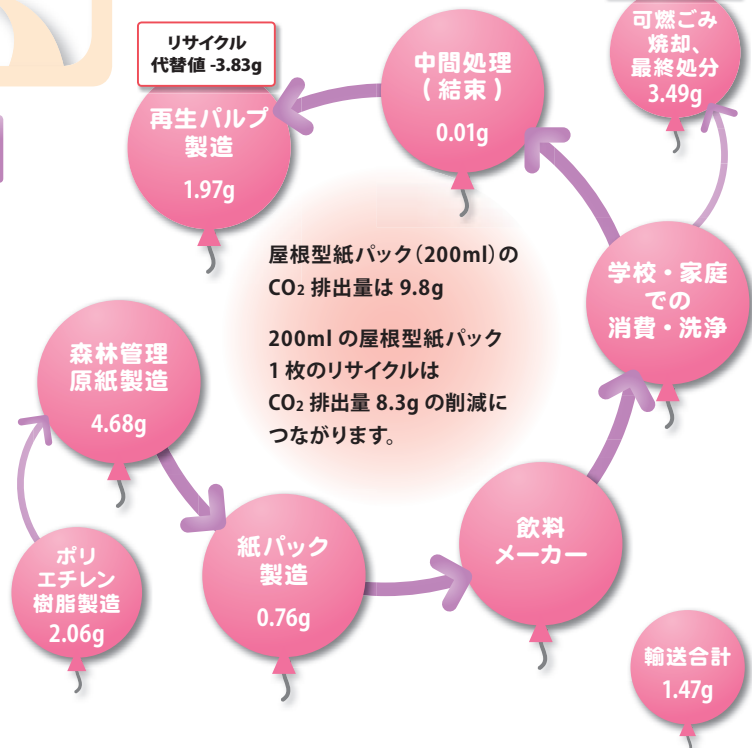 リサイクル
代替値 -3.83g
再生パルプ
製造
1.97g
中間処理
(結束)
0.01g
可燃ごみ
焼却、
最終処分
3.49g
屋根型紙パック(200ml)の
CO2 排出量は 9.8g
200ml の屋根型紙パック
1 枚のリサイクルは
CO2 排出量 8.3g の削減に
つながります。
学校・家庭
での
消費・洗浄
森林管理
原紙製造
4.68g
ポリ
エチレン
樹脂製造
2.06g
紙パック
製造
0.76g
飲料
メーカー
輸送合計
1.47g